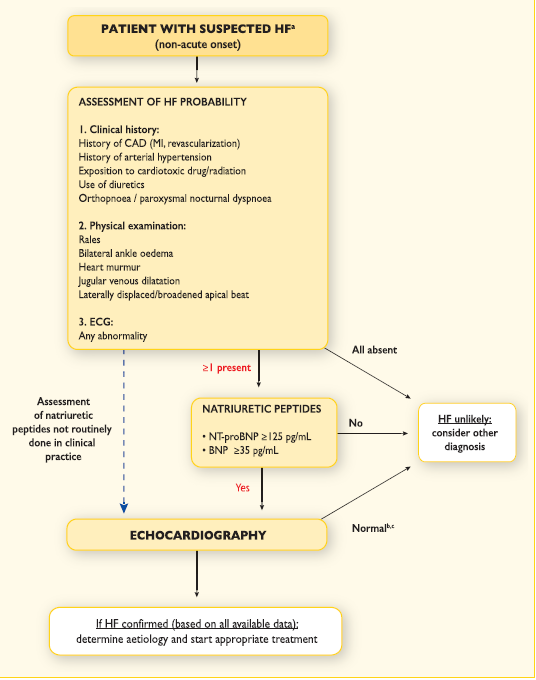 PATIENT WITH SUSPECTED HFᵃ
(non-acute onset)
ASSESSMENT OF HF PROBABILITY
1. Clinical history:
History of CAD (MI, revascularization)
History of arterial hypertension
Exposition to cardiotoxic drug/radiation
Use of diuretics
Orthopnoea / paroxysmal nocturnal dyspnoea
2. Physical examination:
Rales
Bilateral ankle oedema
Heart murmur
Jugular venous dilatation
Laterally displaced/broadened apical beat
3. ECG:
Any abnormality
≥1 present
All absent
Assessment
of natriuretic
peptides not routinely
done in clinical
practice
NATRIURETIC PEPTIDES
• NT-proBNP ≥125 pg/mL
• BNP ≥35 pg/mL
No
HF unlikely:
consider other
diagnosis
Yes
Normalᵇ,ᶜ
ECHOCARDIOGRAPHY
If HF confirmed (based on all available data):
determine aetiology and start appropriate treatment